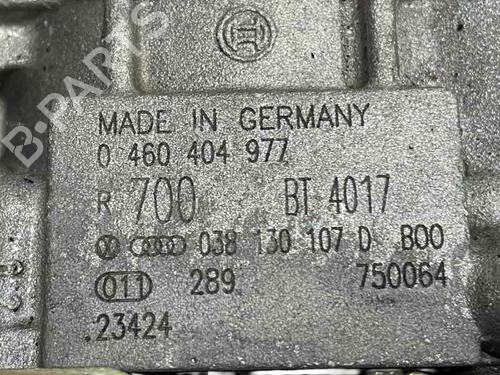 B-PARTS
MADE IN GERMANY
0 460 404 977
R 700 BT 4017
038 130 107 D B00
011 289 750064
.23424